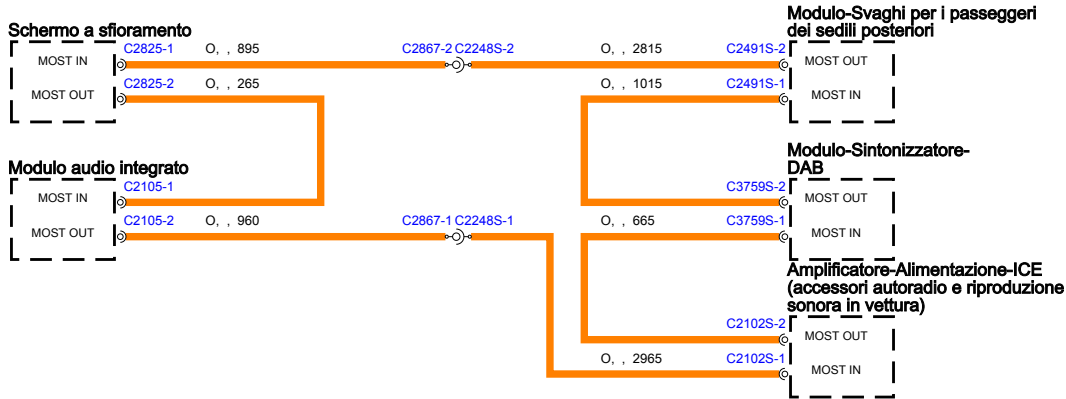 Schermo a sfioramento
C2825-1 O, , 895 C2867-2 C2248S-2 O, , 2815 C2491S-2
MOST IN
C2825-2 O, , 265
MOST OUT
Modulo-Svaghi per i passeggeri
dei sedili posteriori
MOST OUT
O, , 1015 C2491S-1
MOST IN
Modulo audio integrato
C2105-1
MOST IN
C2105-2 O, , 960 C2867-1 C2248S-1 O, , 665 C3759S-1
MOST OUT
Modulo-Sintonizzatore-
DAB
C3759S-2
MOST OUT
MOST IN
Amplificatore-Alimentazione-ICE
(accessori autoradio e riproduzione
sonora in vettura)
C2102S-2
MOST OUT
O, , 2965 C2102S-1
MOST IN